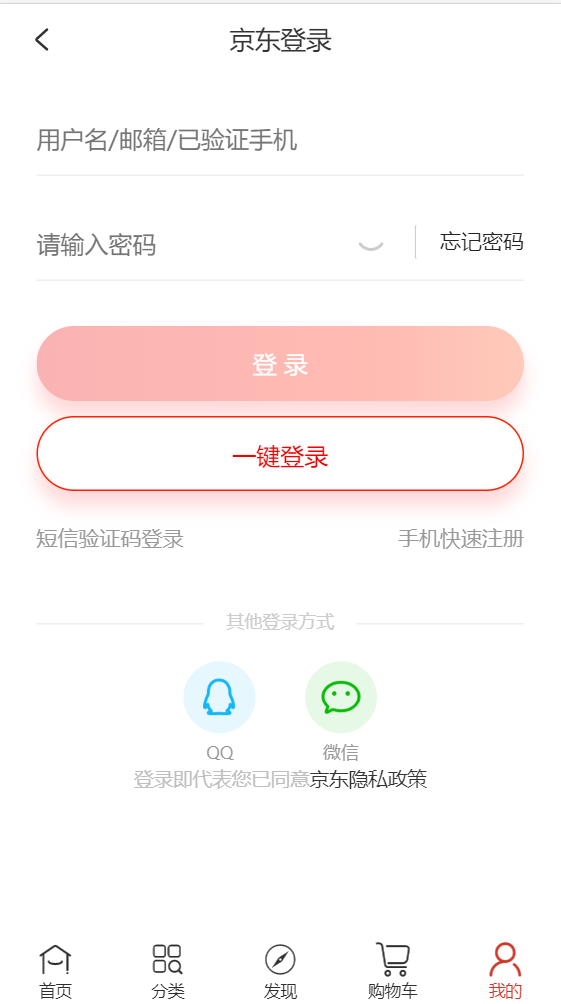 京东登录
用户名/邮箱/已验证手机
请输入密码 忘记密码
登 录
一键登录
短信验证码登录 手机快速注册
其他登录方式
QQ 微信
登录即代表您已同意京东隐私政策
首页 分类 发现 购物车 我的